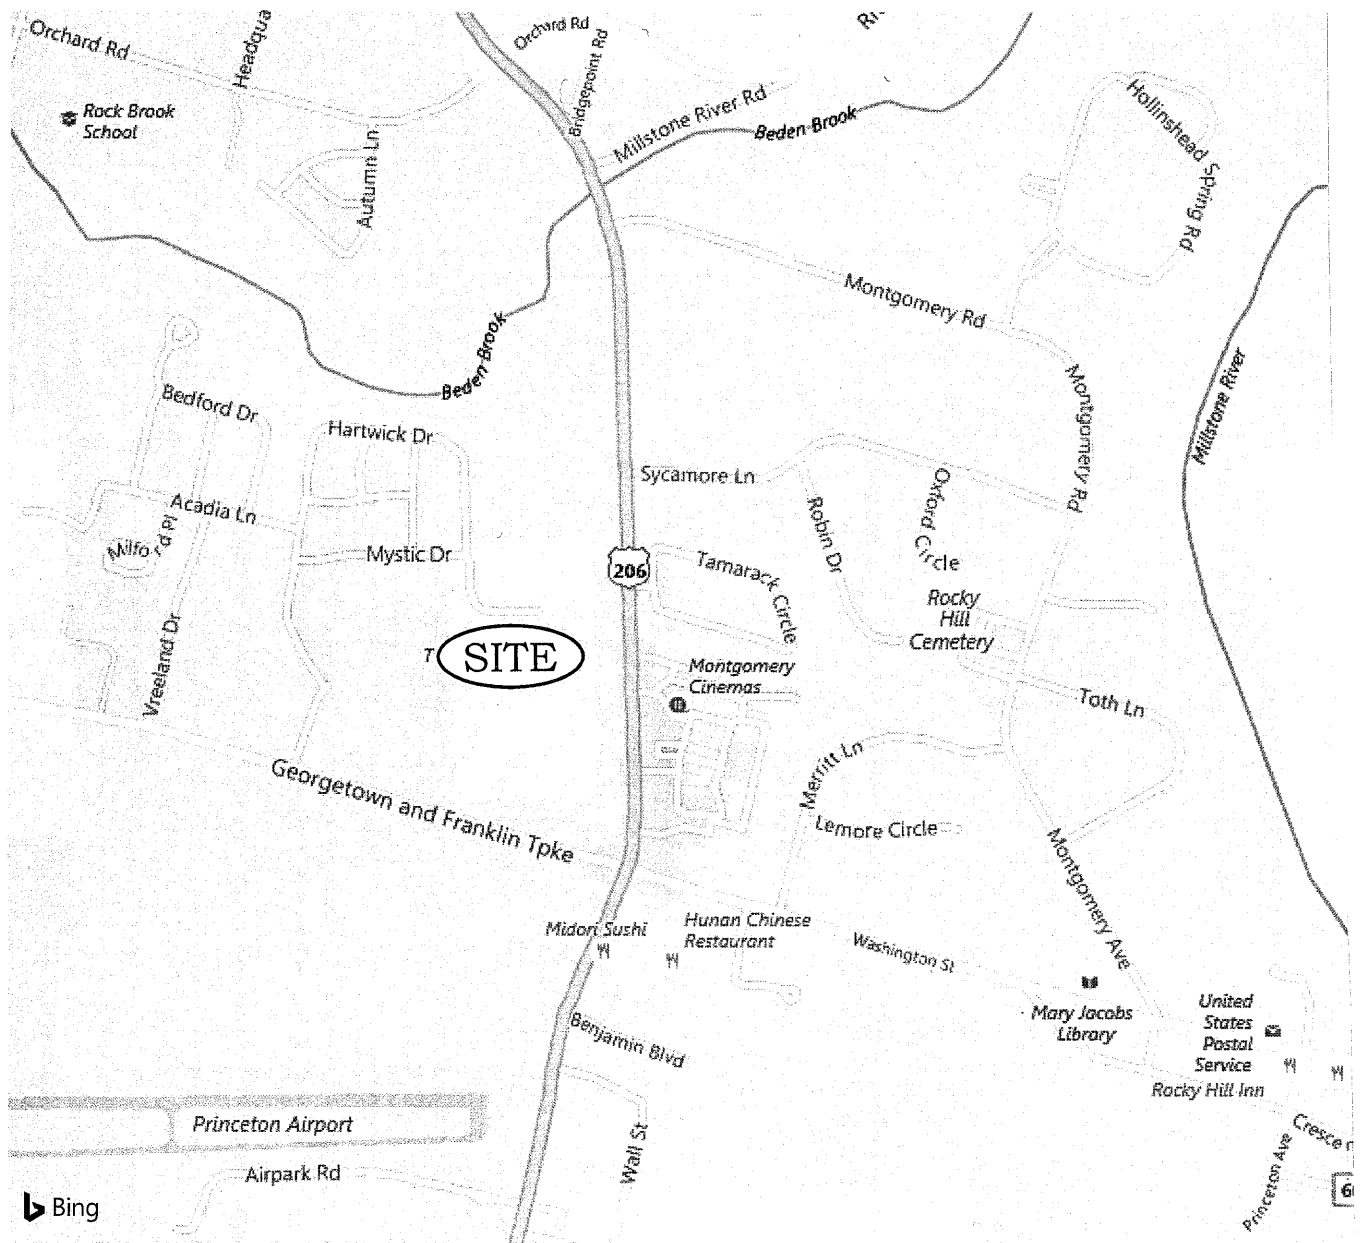 Orchard Rd
Headqua
Orchard Rd
Bridgepoint Rd
Rock Brook
School
Autumn Ln
Millstone River Rd
Beden Brook
Hollinshead Spring Rd
Montgomery Rd
Beden Brook
Millstone River
Montgomery Rd
Bedford Dr
Hartwick Dr
Acadia Ln
Sycamore Ln
Oxford Circle
Robin Dr
Milford Pl
Mystic Dr
206
Tamarack Circle
Rocky
Hill
Cemetery
Vreeland Dr
T
SITE
Montgomery
Cinemas
Toth Ln
Georgetown and Franklin Tpke
Merritt Ln
Lemore Circle
Montgomery Ave
Midori Sushi
Hunan Chinese
Restaurant
Washington St
Mary Jacobs
Library
United
States
Postal
Service
Benjamin Blvd
Rocky Hill Inn
Princeton Airport
Airpark Rd
Wall St
Cresce
Princeton Ave
Bing